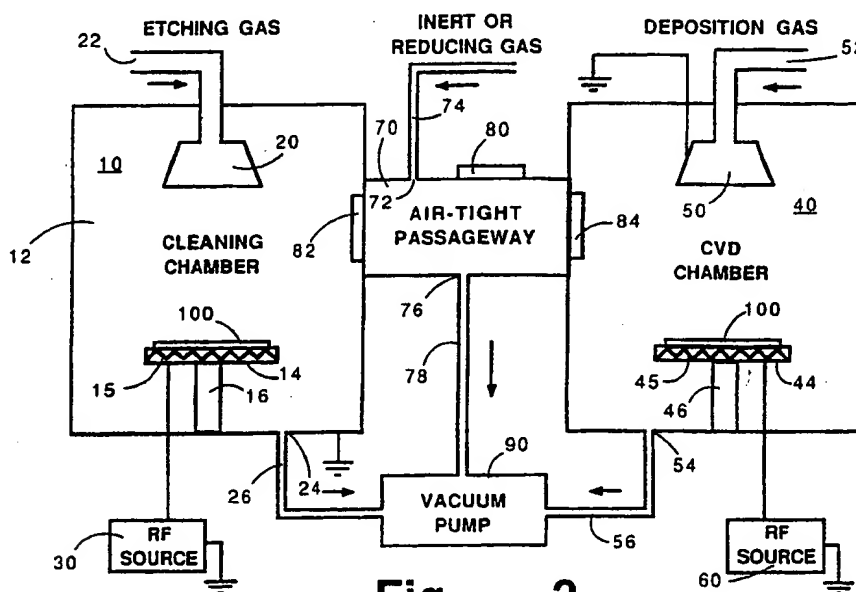 ETCHING GAS
INERT OR
REDUCING GAS
DEPOSITION GAS
22
52
74
70
80
10
20
72
50
40
12
CLEANING
CHAMBER
82
AIR-TIGHT
PASSAGEWAY
84
CVD
CHAMBER
76
100
100
78
15
14
16
45
44
46
24
26
90
54
VACUUM
PUMP
56
30
RF
SOURCE
RF
SOURCE
60